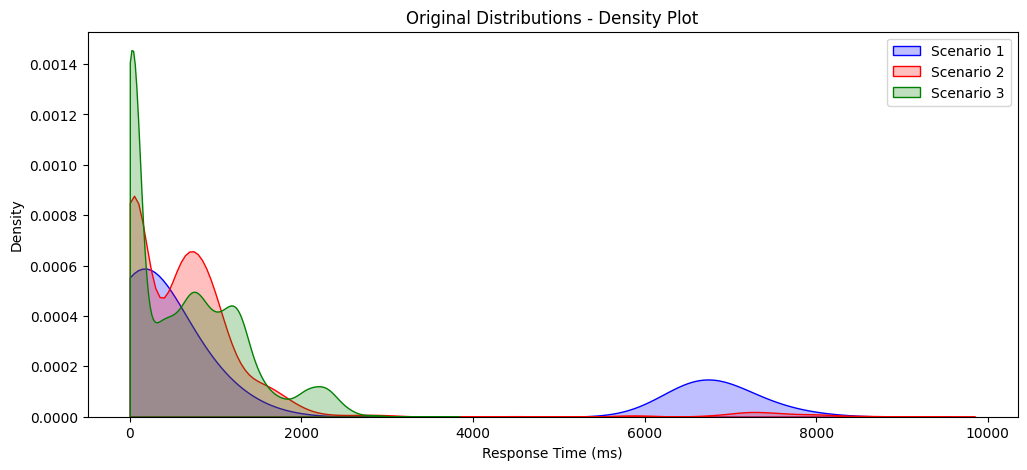 Original Distributions - Density Plot
Scenario 1
Scenario 2
Scenario 3
Density
0.0014
0.0012
0.0010
0.0008
0.0006
0.0004
0.0002
0.0000
0 2000 4000 6000 8000 10000
Response Time (ms)